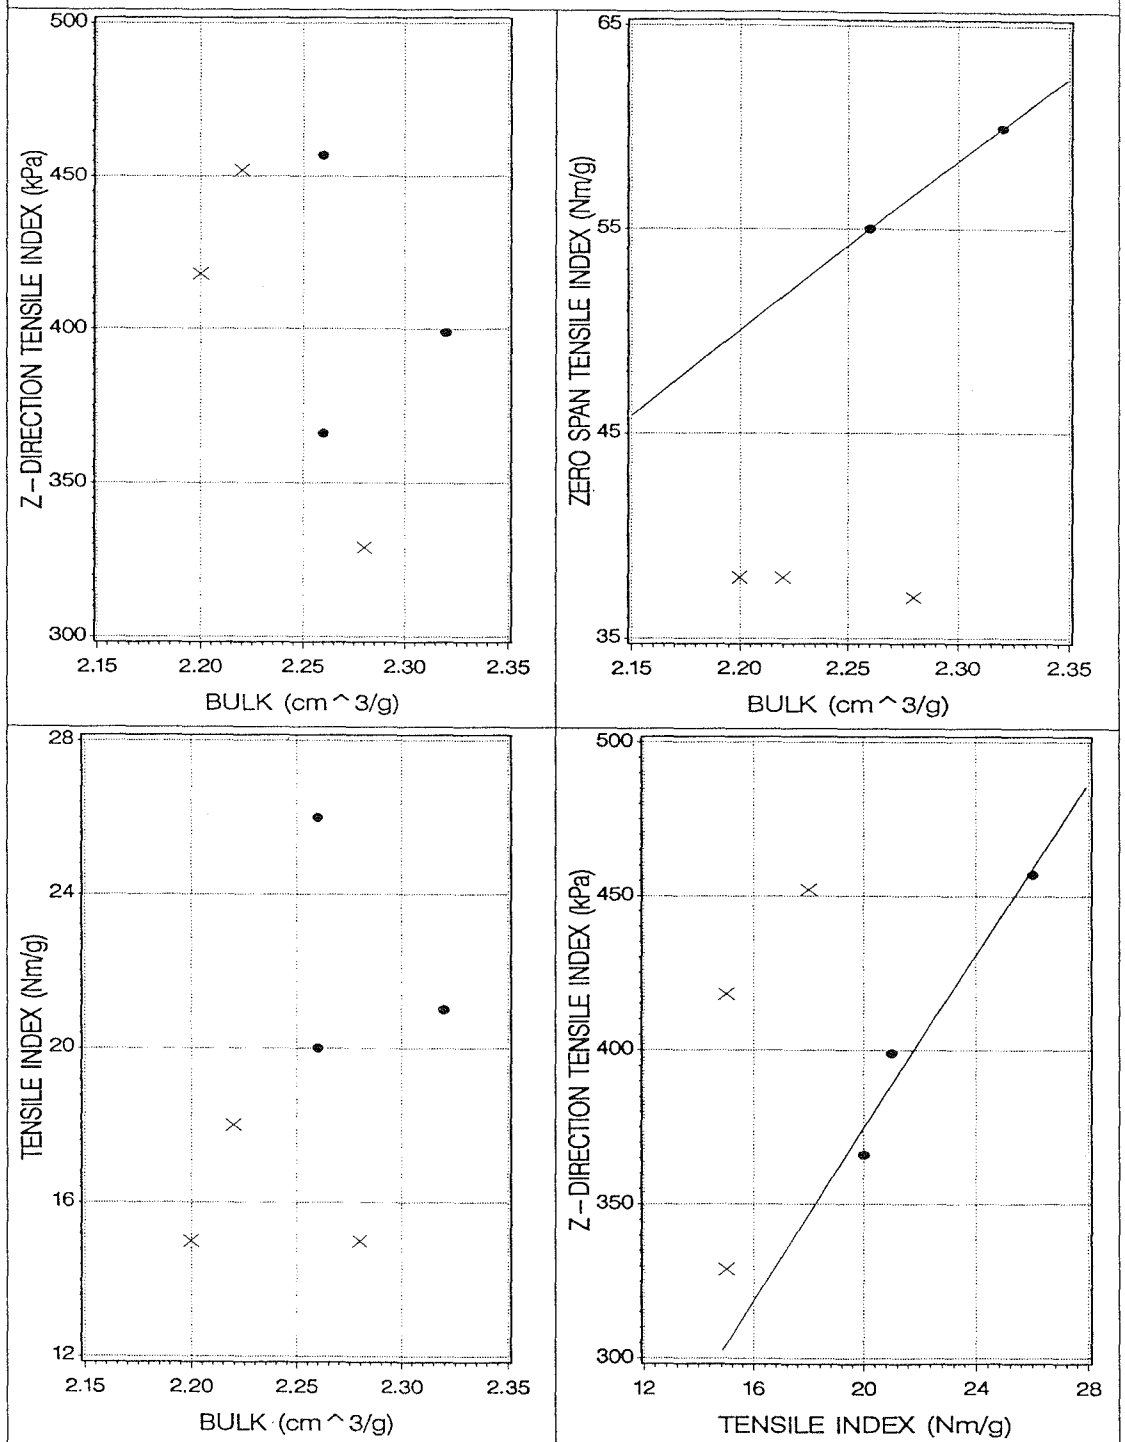 500
450
400
350
300
Z-DIRECTION TENSILE INDEX (kPa)
2.15 2.20 2.25 2.30 2.35
BULK (cm^3/g)
65
55
45
35
ZERO SPAN TENSILE INDEX (Nm/g)
2.15 2.20 2.25 2.30 2.35
BULK (cm^3/g)
28
24
20
16
12
TENSILE INDEX (Nm/g)
2.15 2.20 2.25 2.30 2.35
BULK (cm^3/g)
500
450
400
350
300
Z-DIRECTION TENSILE INDEX (kPa)
12 16 20 24 28
TENSILE INDEX (Nm/g)